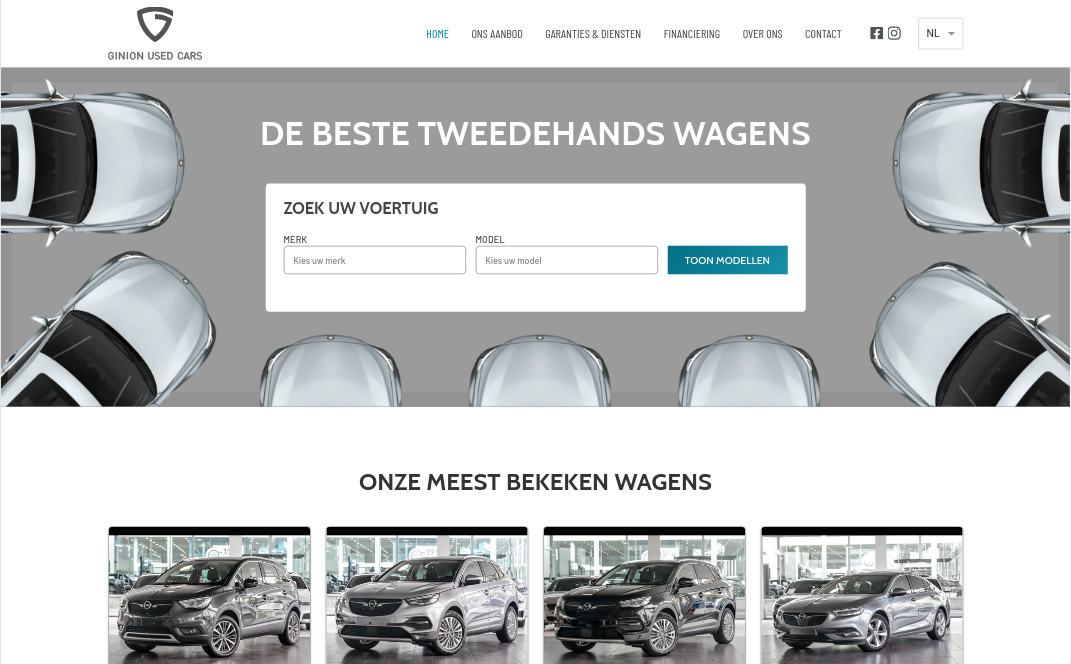 GINION USED CARS
HOME
ONS AANBOD
GARANTIES & DIENSTEN
FINANCIERING
OVER ONS
CONTACT
NL
DE BESTE TWEEDEHANDS WAGENS
ZOEK UW VOERTUIG
MERK
MODEL
Kies uw merk
Kies uw model
TOON MODELLEN
ONZE MEEST BEKEKEN WAGENS